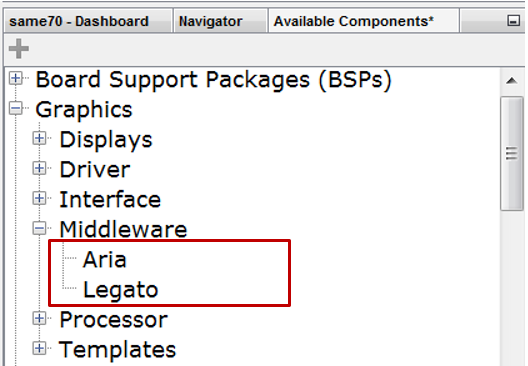 same70 - Dashboard Navigator Available Components*
Board Support Packages (BSPs)
Graphics
Displays
Driver
Interface
Middleware
Aria
Legato
Processor
Templates